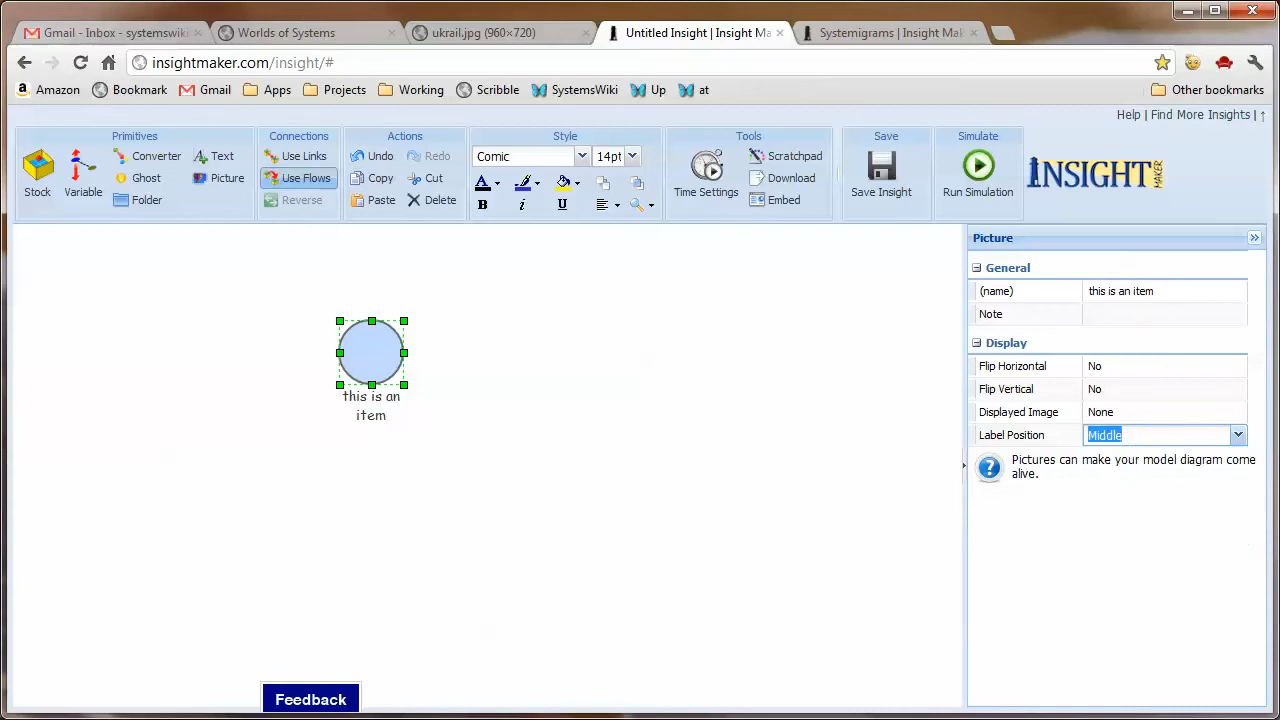 Gmail - Inbox - systemswiki
Worlds of Systems
ukrail.jpg (960×720)
Untitled Insight | Insight Ma
Systemigrams | Insight Mak
insightmaker.com/insight/#
Amazon Bookmark Gmail Apps Projects Working Scribble SystemsWiki Up at Other bookmarks
Help | Find More Insights | ↑
Primitives Connections Actions Style Tools Save Simulate
Stock
Variable
Converter
Ghost
Folder
Text
Picture
Use Links
Use Flows
Reverse
Undo
Redo
Copy
Cut
Paste
Delete
Comic
14pt
A
B i U
Time Settings
Scratchpad
Download
Embed
Save Insight
Run Simulation
INSIGHT
MAKER
this is an
item
Picture
General
(name) this is an item
Note
Display
Flip Horizontal No
Flip Vertical No
Displayed Image None
Label Position Middle
Pictures can make your model diagram come
alive.
Feedback